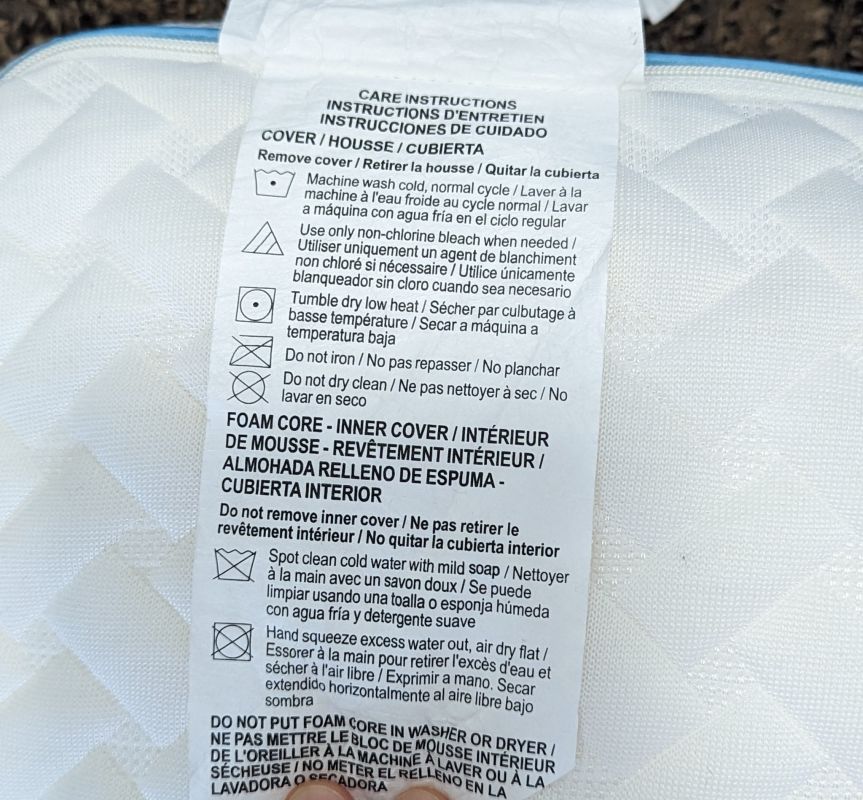 CARE INSTRUCTIONS
INSTRUCTIONS D'ENTRETIEN
INSTRUCCIONES DE CUIDADO
COVER / HOUSSE / CUBIERTA
Remove cover / Retirer la housse / Quitar la cubierta
Machine wash cold, normal cycle / Laver à la
machine à l'eau froide au cycle normal / Lavar
a máquina con agua fría en el ciclo regular
Use only non-chlorine bleach when needed /
Utiliser uniquement un agent de blanchiment
non chloré si nécessaire / Utilice únicamente
blanqueador sin cloro cuando sea necesario
Tumble dry low heat / Sécher par culbutage à
basse température / Secar a máquina a
temperatura baja
Do not iron / No pas repasser / No planchar
Do not dry clean / Ne pas nettoyer à sec / No
lavar en seco
FOAM CORE - INNER COVER / INTÉRIEUR
DE MOUSSE - REVÊTEMENT INTÉRIEUR /
ALMOHADA RELLENO DE ESPUMA -
CUBIERTA INTERIOR
Do not remove inner cover / Ne pas retirer le
revêtement intérieur / No quitar la cubierta interior
Spot clean cold water with mild soap / Nettoyer
à la main avec un savon doux / Se puede
limpiar usando una toalla o esponja húmeda
con agua fría y detergente suave
Hand squeeze excess water out, air dry flat /
Essorer à la main pour retirer l'excès d'eau et
sécher à l'air libre / Exprimir a mano. Secar
extendido horizontalmente al aire libre bajo
sombra
DO NOT PUT FOAM CORE IN WASHER OR DRYER /
NE PAS METTRE LE BLOC DE MOUSSE INTÉRIEUR
DE L'OREILLER À LA MACHINE À LAVER OU À LA
SÉCHEUSE / NO METER EL RELLENO EN LA
LAVADORA O SECADORA